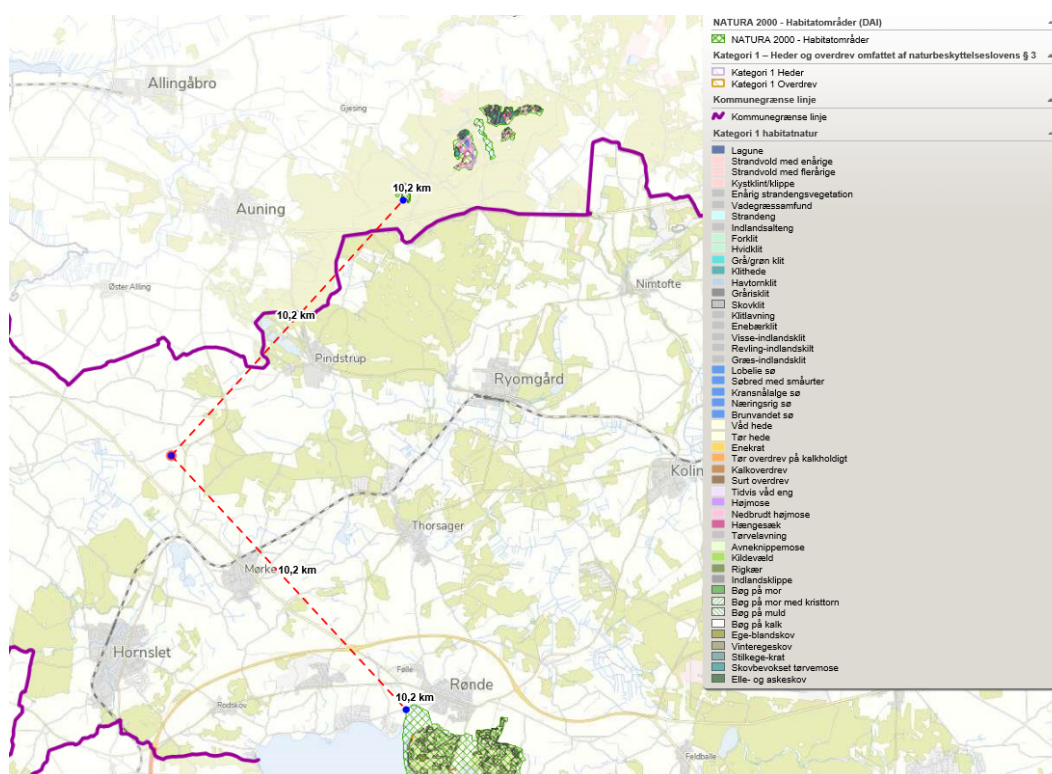 Allingåbro
Gjesing
10,2 km
Auning
Øster Alling
Nimtofte
10,2 km
Pindstrup
Ryomgård
Kolin
Thorsager
Mørke
10,2 km
Hornslet
Følle
Rønde
10,2 km
Rodskov
Feldballe
NATURA 2000 - Habitatområder (DAI)
NATURA 2000 - Habitatområder
Kategori 1 – Heder og overdrev omfattet af naturbeskyttelseslovens § 3
Kategori 1 Heder
Kategori 1 Overdrev
Kommunegrænse linje
Kommunegrænse linje
Kategori 1 habitatnatur
Lagune
Strandvold med enårige
Strandvold med flerårige
Kystklint/klippe
Enårig strandengsvegetation
Vadegræssamfund
Strandeng
Indlandsalteng
Forklit
Hvidklit
Grå/grøn klit
Klithede
Havtornklit
Grårisklit
Skovklit
Klitlavning
Enebærklit
Visse-indlandsklit
Revling-indlandskilt
Græs-indlandsklit
Lobelie sø
Søbred med småurter
Kransnålalge sø
Næringsrig sø
Brunvandet sø
Våd hede
Tør hede
Enekrat
Tør overdrev på kalkholdigt
Kalkoverdrev
Surt overdrev
Tidvis våd eng
Højmose
Nedbrudt højmose
Hængesæk
Tørvelavning
Avneknippemose
Kildevæld
Rigkær
Indlandsklippe
Bøg på mor
Bøg på mor med kristtorn
Bøg på muld
Bøg på kalk
Ege-blandskov
Vinteregeskov
Stilkege-krat
Skovbevokset tørvemose
Elle- og askeskov